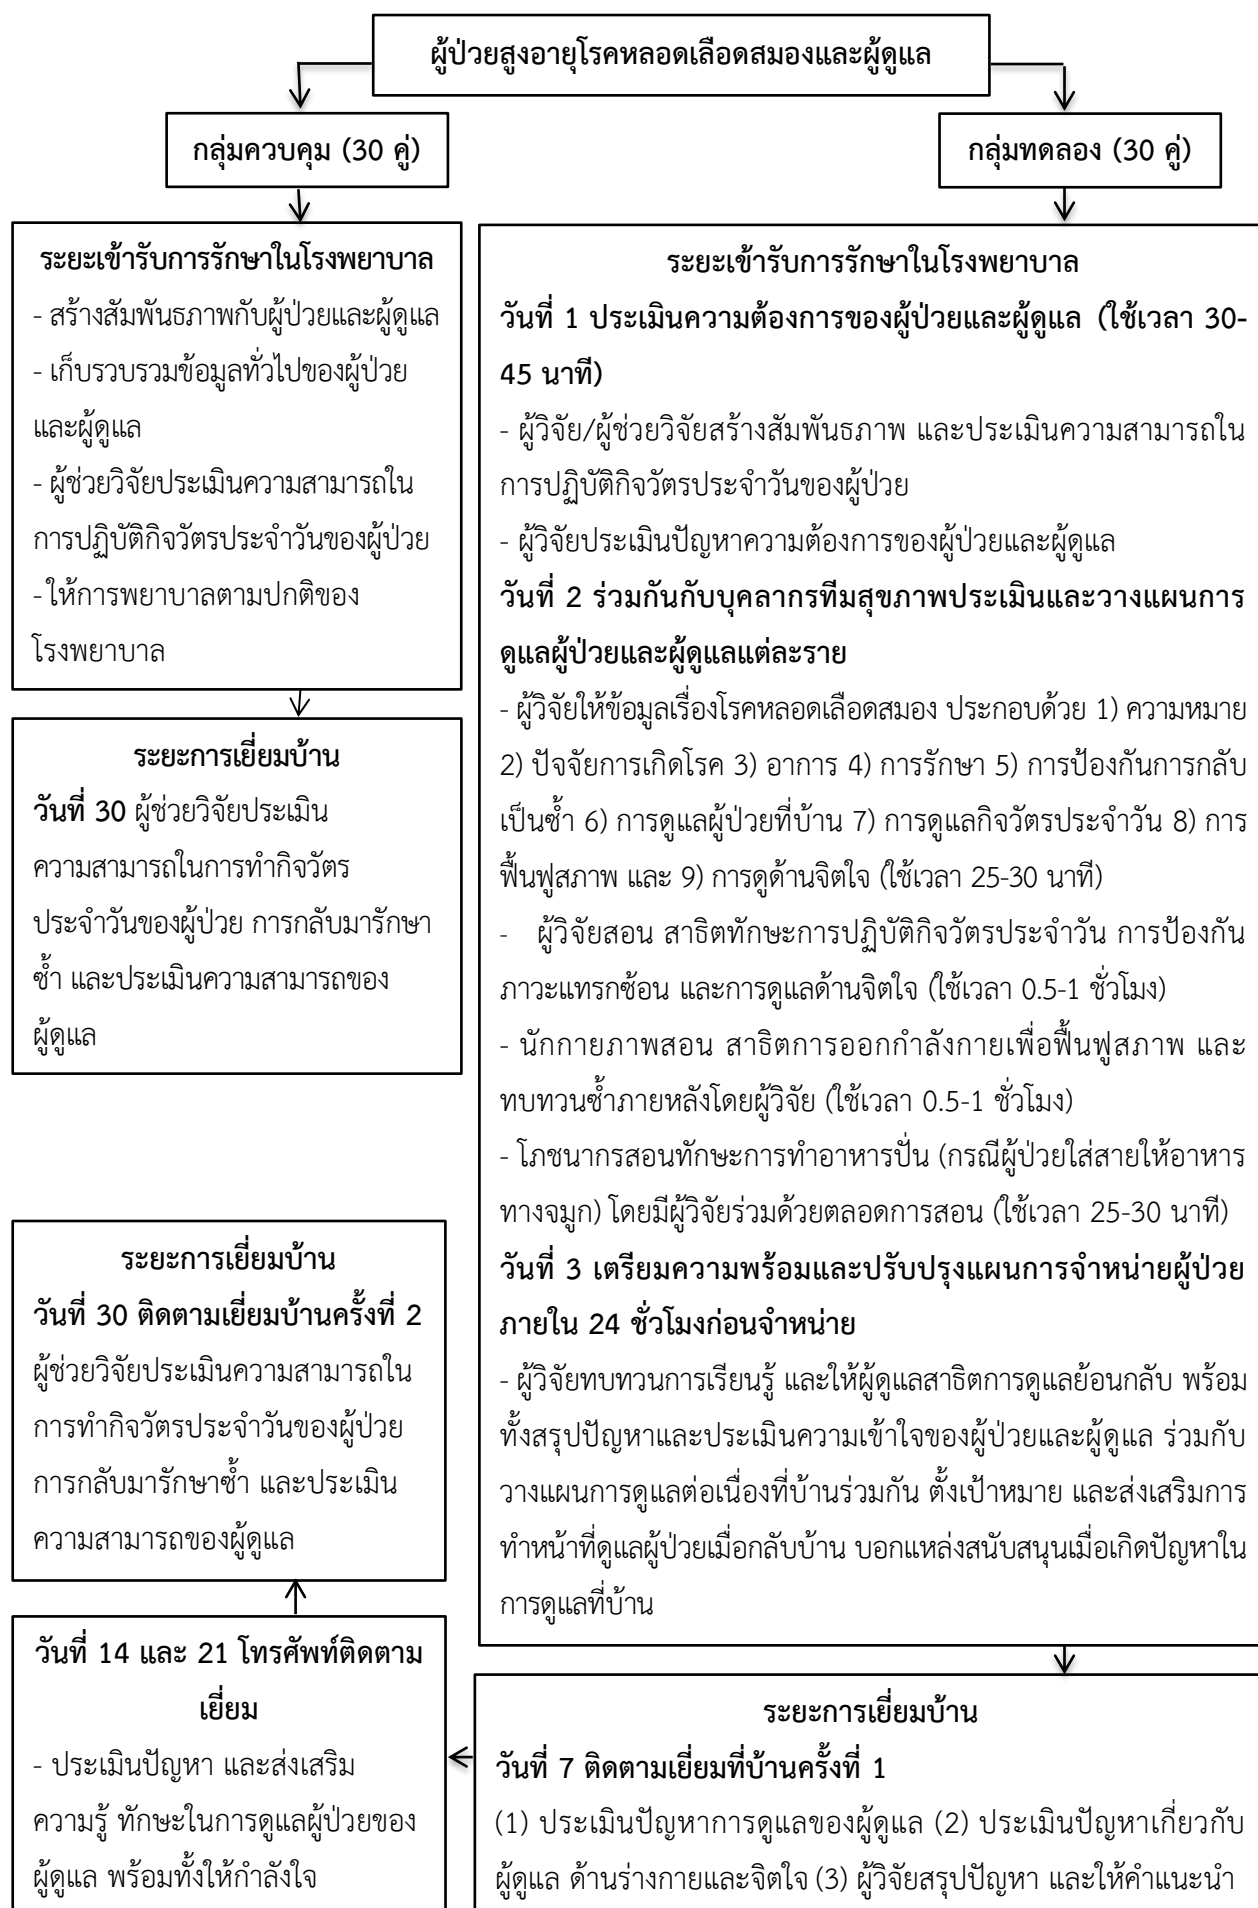 ผู้ป่วยสูงอายุโรคหลอดเลือดสมองและผู้ดูแล
กลุ่มควบคุม (30 คู่)
ระยะเข้ารับการรักษาในโรงพยาบาล
- สร้างสัมพันธภาพกับผู้ป่วยและผู้ดูแล
- เก็บรวบรวมข้อมูลทั่วไปของผู้ป่วย
และผู้ดูแล
- ผู้ช่วยวิจัยประเมินความสามารถใน
การปฏิบัติกิจวัตรประจำวันของผู้ป่วย
- ให้การพยาบาลตามปกติของ
โรงพยาบาล
ระยะการเยี่ยมบ้าน
วันที่ 30 ผู้ช่วยวิจัยประเมิน
ความสามารถในการทำกิจวัตร
ประจำวันของผู้ป่วย การกลับมารักษา
ซ้ำ และประเมินความสามารถของ
ผู้ดูแล
กลุ่มทดลอง (30 คู่)
ระยะเข้ารับการรักษาในโรงพยาบาล
วันที่ 1 ประเมินความต้องการของผู้ป่วยและผู้ดูแล (ใช้เวลา 30-
45 นาที)
- ผู้วิจัย/ผู้ช่วยวิจัยสร้างสัมพันธภาพ และประเมินความสามารถใน
การปฏิบัติกิจวัตรประจำวันของผู้ป่วย
- ผู้วิจัยประเมินปัญหาความต้องการของผู้ป่วยและผู้ดูแล
วันที่ 2 ร่วมกันกับบุคลากรทีมสุขภาพประเมินและวางแผนการ
ดูแลผู้ป่วยและผู้ดูแลแต่ละราย
- ผู้วิจัยให้ข้อมูลเรื่องโรคหลอดเลือดสมอง ประกอบด้วย 1) ความหมาย
2) ปัจจัยการเกิดโรค 3) อาการ 4) การรักษา 5) การป้องกันการกลับ
เป็นซ้ำ 6) การดูแลผู้ป่วยที่บ้าน 7) การดูแลกิจวัตรประจำวัน 8) การ
ฟื้นฟูสภาพ และ 9) การดูด้านจิตใจ (ใช้เวลา 25-30 นาที)
- ผู้วิจัยสอน สาธิตทักษะการปฏิบัติกิจวัตรประจำวัน การป้องกัน
ภาวะแทรกซ้อน และการดูแลด้านจิตใจ (ใช้เวลา 0.5-1 ชั่วโมง)
- นักกายภาพสอน สาธิตการออกกำลังกายเพื่อฟื้นฟูสภาพ และ
ทบทวนซ้ำภายหลังโดยผู้วิจัย (ใช้เวลา 0.5-1 ชั่วโมง)
- โภชนากรสอนทักษะการทำอาหารปั่น (กรณีผู้ป่วยใส่สายให้อาหาร
ทางจมูก) โดยมีผู้วิจัยร่วมด้วยตลอดการสอน (ใช้เวลา 25-30 นาที)
วันที่ 3 เตรียมความพร้อมและปรับปรุงแผนการจำหน่ายผู้ป่วย
ภายใน 24 ชั่วโมงก่อนจำหน่าย
- ผู้วิจัยทบทวนการเรียนรู้ และให้ผู้ดูแลสาธิตการดูแลย้อนกลับ พร้อม
ทั้งสรุปปัญหาและประเมินความเข้าใจของผู้ป่วยและผู้ดูแล ร่วมกับ
วางแผนการดูแลต่อเนื่องที่บ้านร่วมกัน ตั้งเป้าหมาย และส่งเสริมการ
ทำหน้าที่ดูแลผู้ป่วยเมื่อกลับบ้าน บอกแหล่งสนับสนุนเมื่อเกิดปัญหาใน
การดูแลที่บ้าน
ระยะการเยี่ยมบ้าน
วันที่ 7 ติดตามเยี่ยมที่บ้านครั้งที่ 1
(1) ประเมินปัญหาการดูแลของผู้ดูแล (2) ประเมินปัญหาเกี่ยวกับ
ผู้ดูแล ด้านร่างกายและจิตใจ (3) ผู้วิจัยสรุปปัญหา และให้คำแนะนำ
วันที่ 14 และ 21 โทรศัพท์ติดตาม
เยี่ยม
- ประเมินปัญหา และส่งเสริม
ความรู้ ทักษะในการดูแลผู้ป่วยของ
ผู้ดูแล พร้อมทั้งให้กำลังใจ
ระยะการเยี่ยมบ้าน
วันที่ 30 ติดตามเยี่ยมบ้านครั้งที่ 2
ผู้ช่วยวิจัยประเมินความสามารถใน
การทำกิจวัตรประจำวันของผู้ป่วย
การกลับมารักษาซ้ำ และประเมิน
ความสามารถของผู้ดูแล